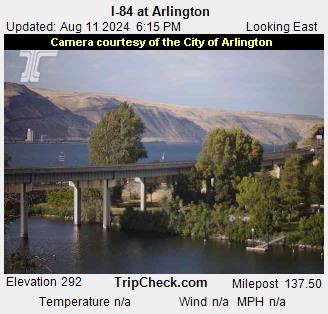 I-84 at Arlington
Updated: Aug 11 2024 6:15 PM Looking East
Camera courtesy of the City of Arlington
Elevation 292 TripCheck.com Milepost 137.50
Temperature n/a Wind n/a MPH n/a